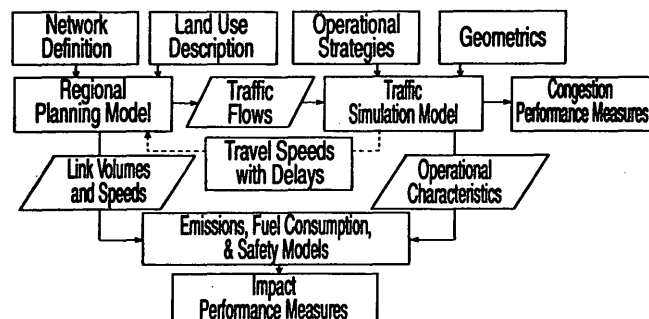 Network
Definition
Land Use
Description
Operational
Strategies
Geometrics
Regional
Planning Model
Traffic
Flows
Traffic
Simulation Model
Congestion
Performance Measures
Travel Speeds
with Delays
Link Volumes
and Speeds
Operational
Characteristics
Emissions, Fuel Consumption,
& Safety Models
Impact
Performance Measures